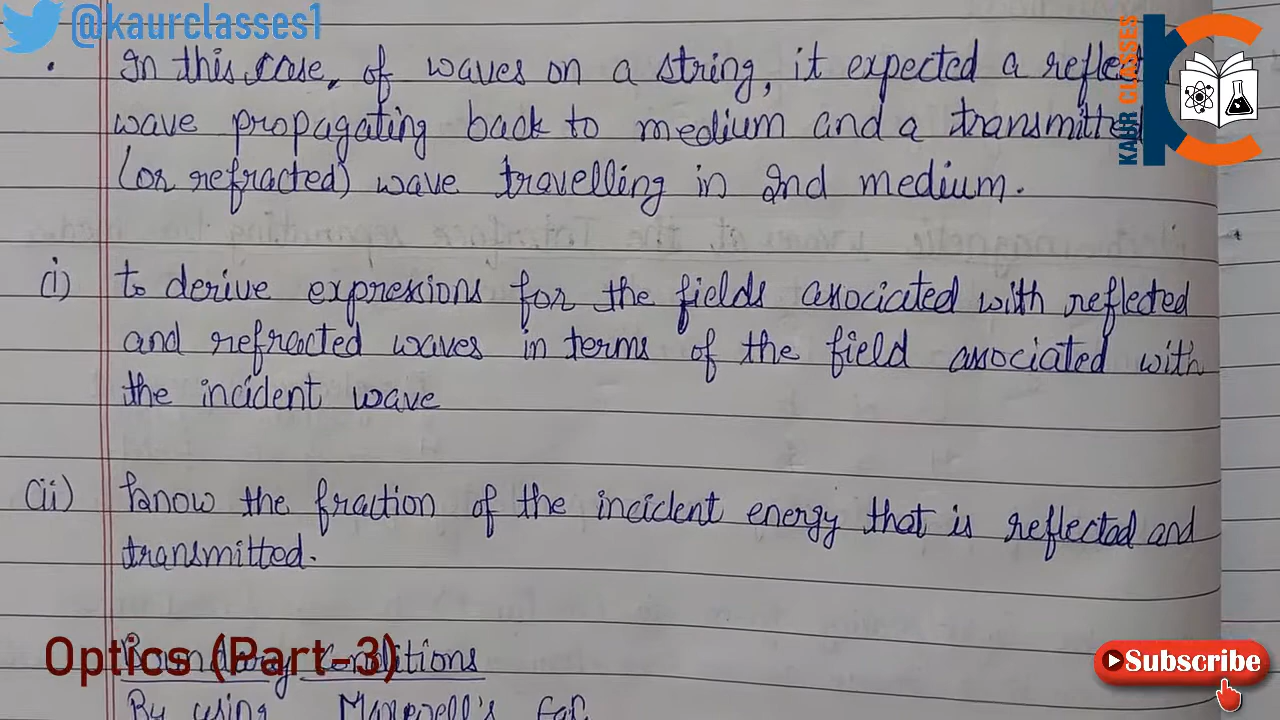 @kaurclasses1
• In this case, of waves on a string, it expected a reflect
wave propagating back to medium and a transmitted
(or refracted) wave travelling in 2nd medium.
KAUR CLASSES
(i) to derive expressions for the fields associated with reflected
and refracted waves in terms of the field associated with
the incident wave
(ii) know the fraction of the incident energy that is reflected and
transmitted.
Optics (Part-3)
Boundary Conditions
Subscribe
By using Maxwell's